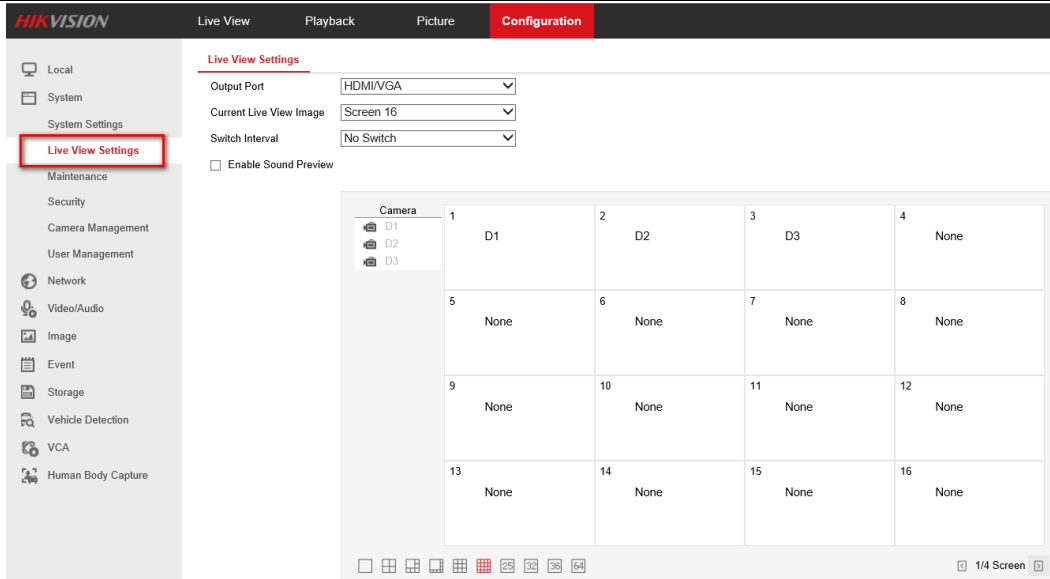 HIKVISION
Live View Playback Picture Configuration
Local
System
System Settings
Live View Settings
Maintenance
Security
Camera Management
User Management
Network
Video/Audio
Image
Event
Storage
Vehicle Detection
VCA
Human Body Capture
Live View Settings
Output Port HDMI/VGA
Current Live View Image Screen 16
Switch Interval No Switch
Enable Sound Preview
Camera
D1
D2
D3
1 2 3 4
D1 D2 D3 None
5 6 7 8
None None None None
9 10 11 12
None None None None
13 14 15 16
None None None None
25 32 36 64
1/4 Screen